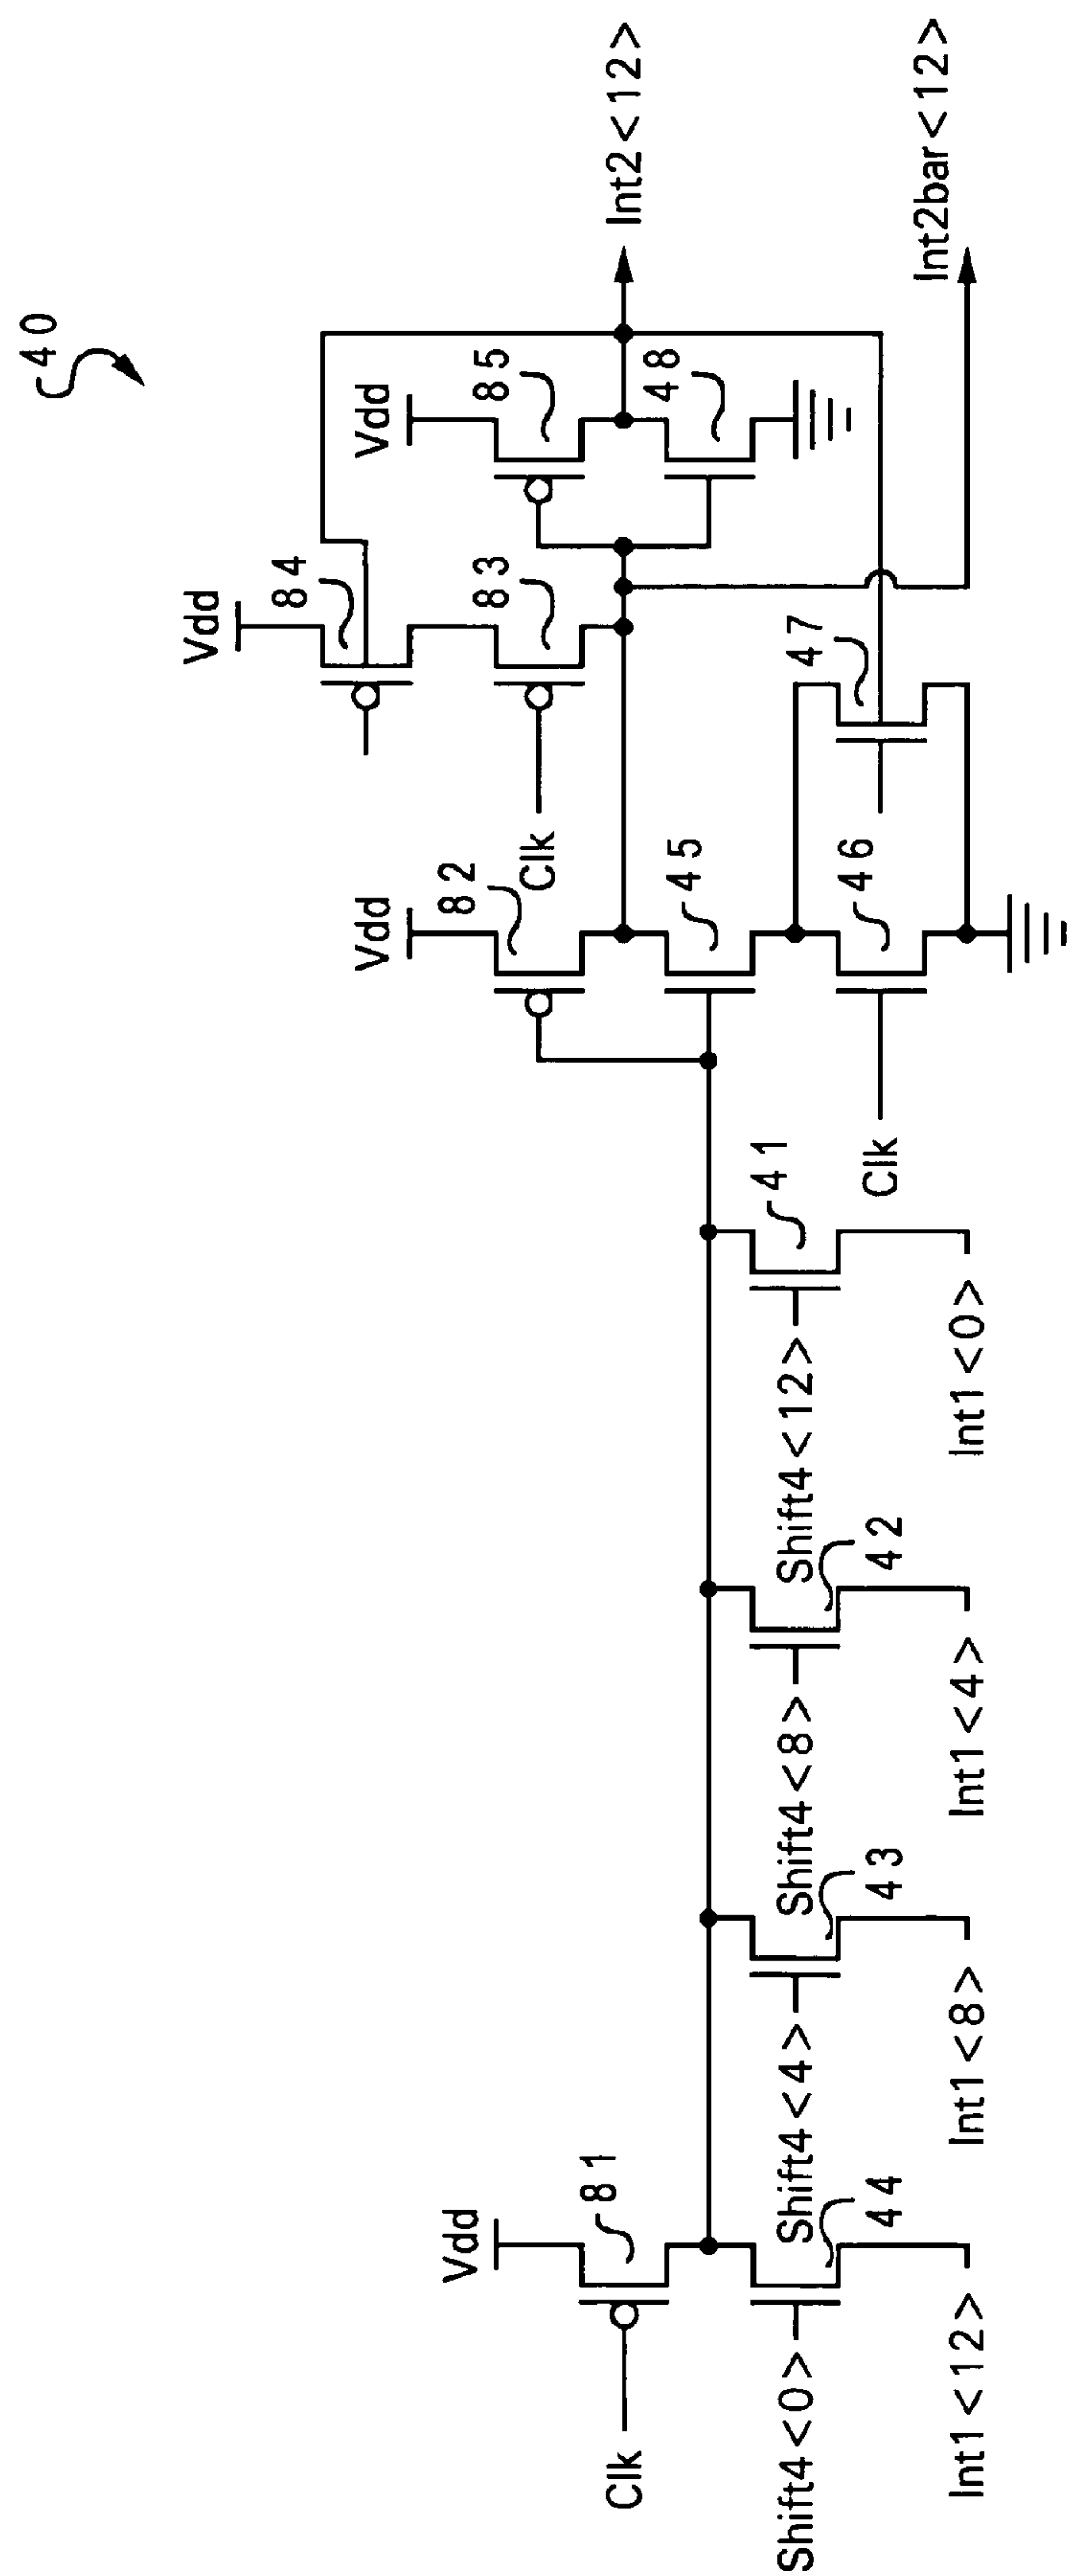 40
Vdd
84
Vdd
85
Vdd
82
83
48
Int2<12>
Clk
Vdd
81
45
47
Int2bar<12>
Clk
46
Clk
Shift4<0>
44
Shift4<4>
43
Shift4<8>
42
Shift4<12>
41
Int1<12>
Int1<8>
Int1<4>
Int1<0>